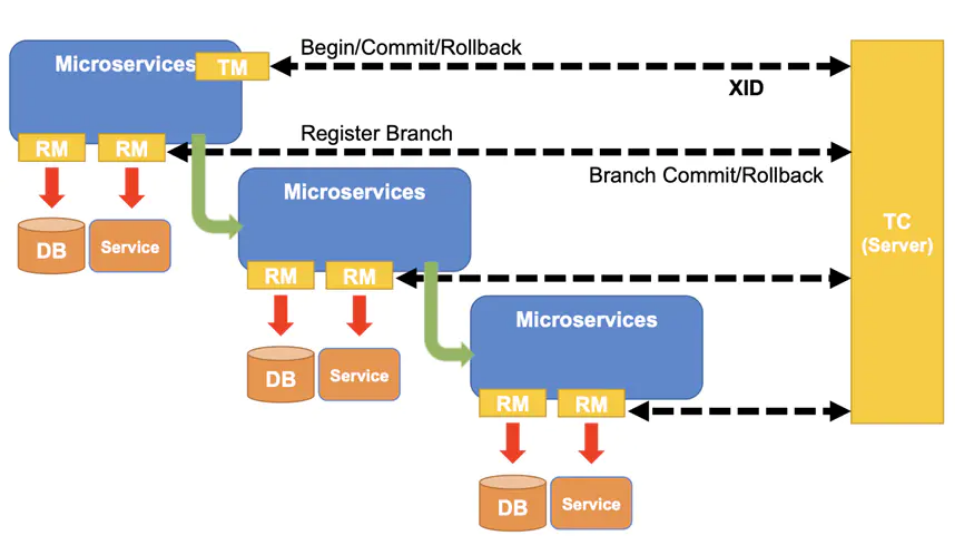 Begin/Commit/Rollback
Microservices
TM
XID
Register Branch
RM
RM
Branch Commit/Rollback
Microservices
TC
(Server)
DB
Service
RM
RM
Microservices
DB
Service
RM
RM
DB
Service